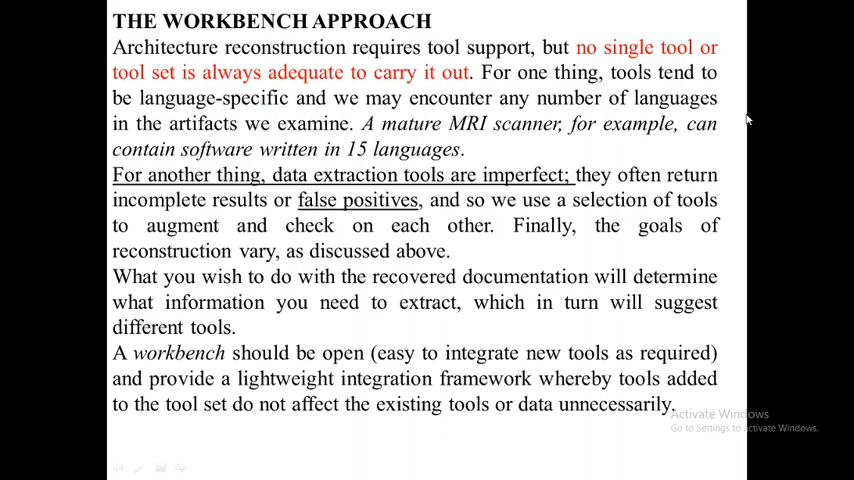 THE WORKBENCH APPROACH
Architecture reconstruction requires tool support, but no single tool or
tool set is always adequate to carry it out. For one thing, tools tend to
be language-specific and we may encounter any number of languages
in the artifacts we examine. A mature MRI scanner, for example, can
contain software written in 15 languages.
For another thing, data extraction tools are imperfect; they often return
incomplete results or false positives, and so we use a selection of tools
to augment and check on each other. Finally, the goals of
reconstruction vary, as discussed above.
What you wish to do with the recovered documentation will determine
what information you need to extract, which in turn will suggest
different tools.
A workbench should be open (easy to integrate new tools as required)
and provide a lightweight integration framework whereby tools added
to the tool set do not affect the existing tools or data unnecessarily.
Activate Windows
Go to Settings to activate Windows.